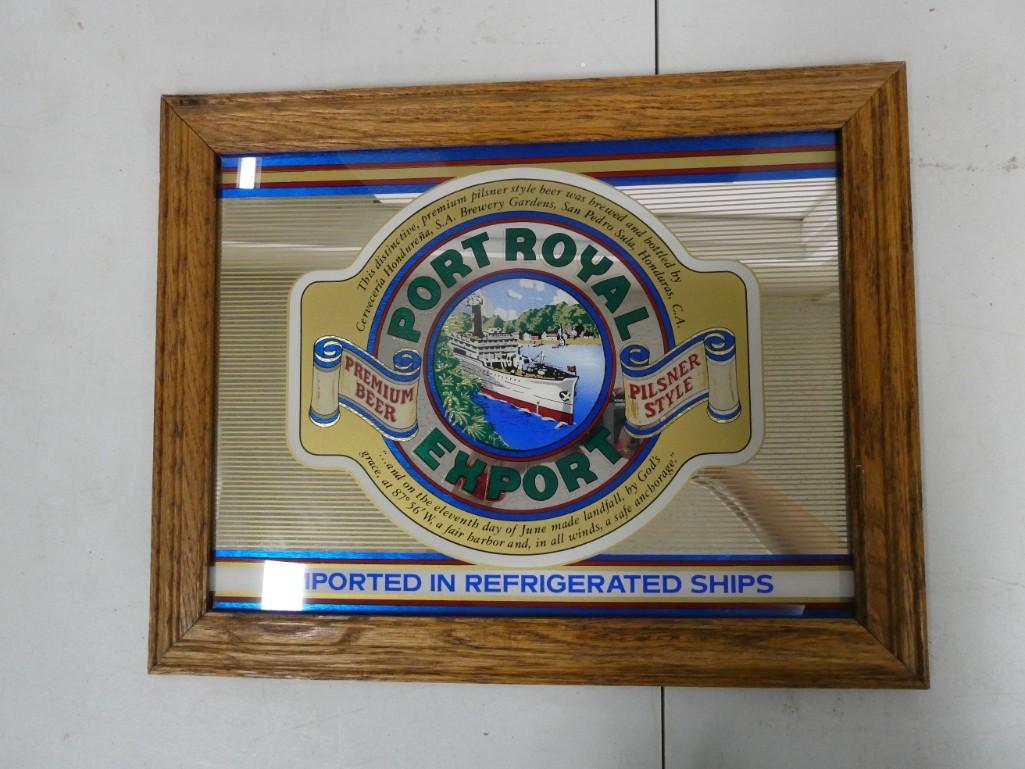 This distinctive, premium pilsner style beer was brewed and bottled by
Cervecería Hondureña, S.A. Brewery Gardens, San Pedro Sula, Honduras, C.A.
PORT ROYAL
PREMIUM
BEER
PILSNER
STYLE
EXPORT
"...and on the eleventh day of June made landfall, by God's
grace, at 87° 56' W, a fair harbor and, in all winds, a safe anchorage."
IMPORTED IN REFRIGERATED SHIPS